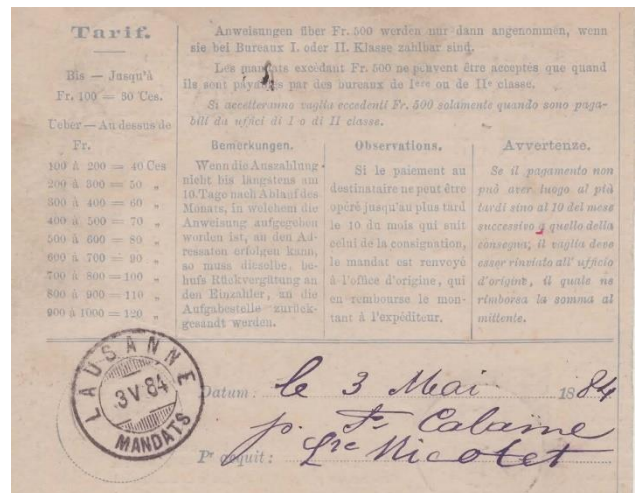 Tarif.
Bis — Jusqu'à
Fr. 100 = 30 Ces.
Ueber — Au dessus de
Fr.
100 à 200 = 40 Ces
200 à 300 = 50 „
300 à 400 = 60 „
400 à 500 = 70 „
500 à 600 = 80 „
600 à 700 = 90 „
700 à 800 = 100 „
800 à 900 = 110 „
900 à 1000 = 120 „
Anweisungen über Fr. 500 werden nur dann angenommen, wenn
sie bei Bureaux I. oder II. Klasse zahlbar sind.
Les mandats excédant Fr. 500 ne peuvent être acceptés que quand
ils sont payables par des bureaux de Iere ou de IIe classe.
Si accetteranno vaglia eccedenti Fr. 500 solamente quando sono paga-
bili da uffici di I o di II classe.
Bemerkungen.
Wenn die Auszahlung
nicht bis längstens am
10. Tage nach Ablauf des
Monats, in welchem die
Anweisung aufgegeben
worden ist, an den Ad-
ressaten erfolgen kann,
so muss dieselbe, be-
hufs Rückvergütung an
den Einzahler, an die
Aufgabestelle zurück-
gesandt werden.
Observations.
Si le paiement au
destinataire ne peut être
opéré jusqu'au plus tard
le 10 du mois qui suit
celui de la consignation,
le mandat est renvoyé
à l'office d'origine, qui
en rembourse le mon-
tant à l'expéditeur.
Avvertenze.
Se il pagamento non
può aver luogo al più
tardi sino al 10 del mese
successivo a quello della
consegna, il vaglia deve
esser rinviato all' ufficio
d'origine, il quale ne
rimborsa la somma al
mittente.
LAUSANNE
3 V 84
MANDATS
Datum: le 3 Mai 1884
p. Calame
Pr acquit: Nicolet